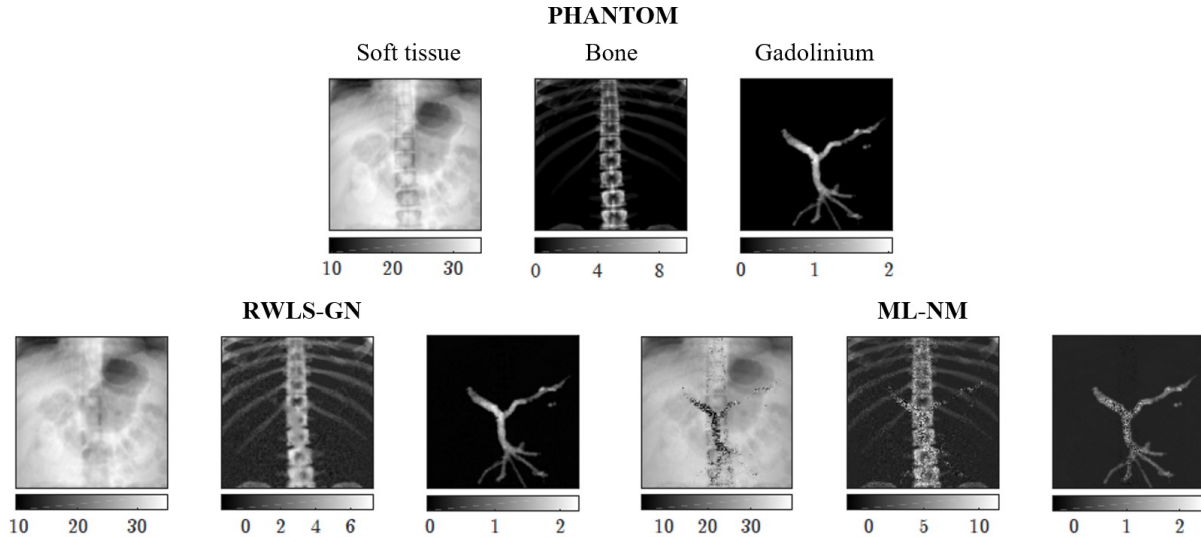 PHANTOM
Soft tissue Bone Gadolinium
10 20 30 0 4 8 0 1 2
RWLS-GN ML-NM
10 20 30 0 2 4 6 0 1 2 10 20 30 0 5 10 0 1 2